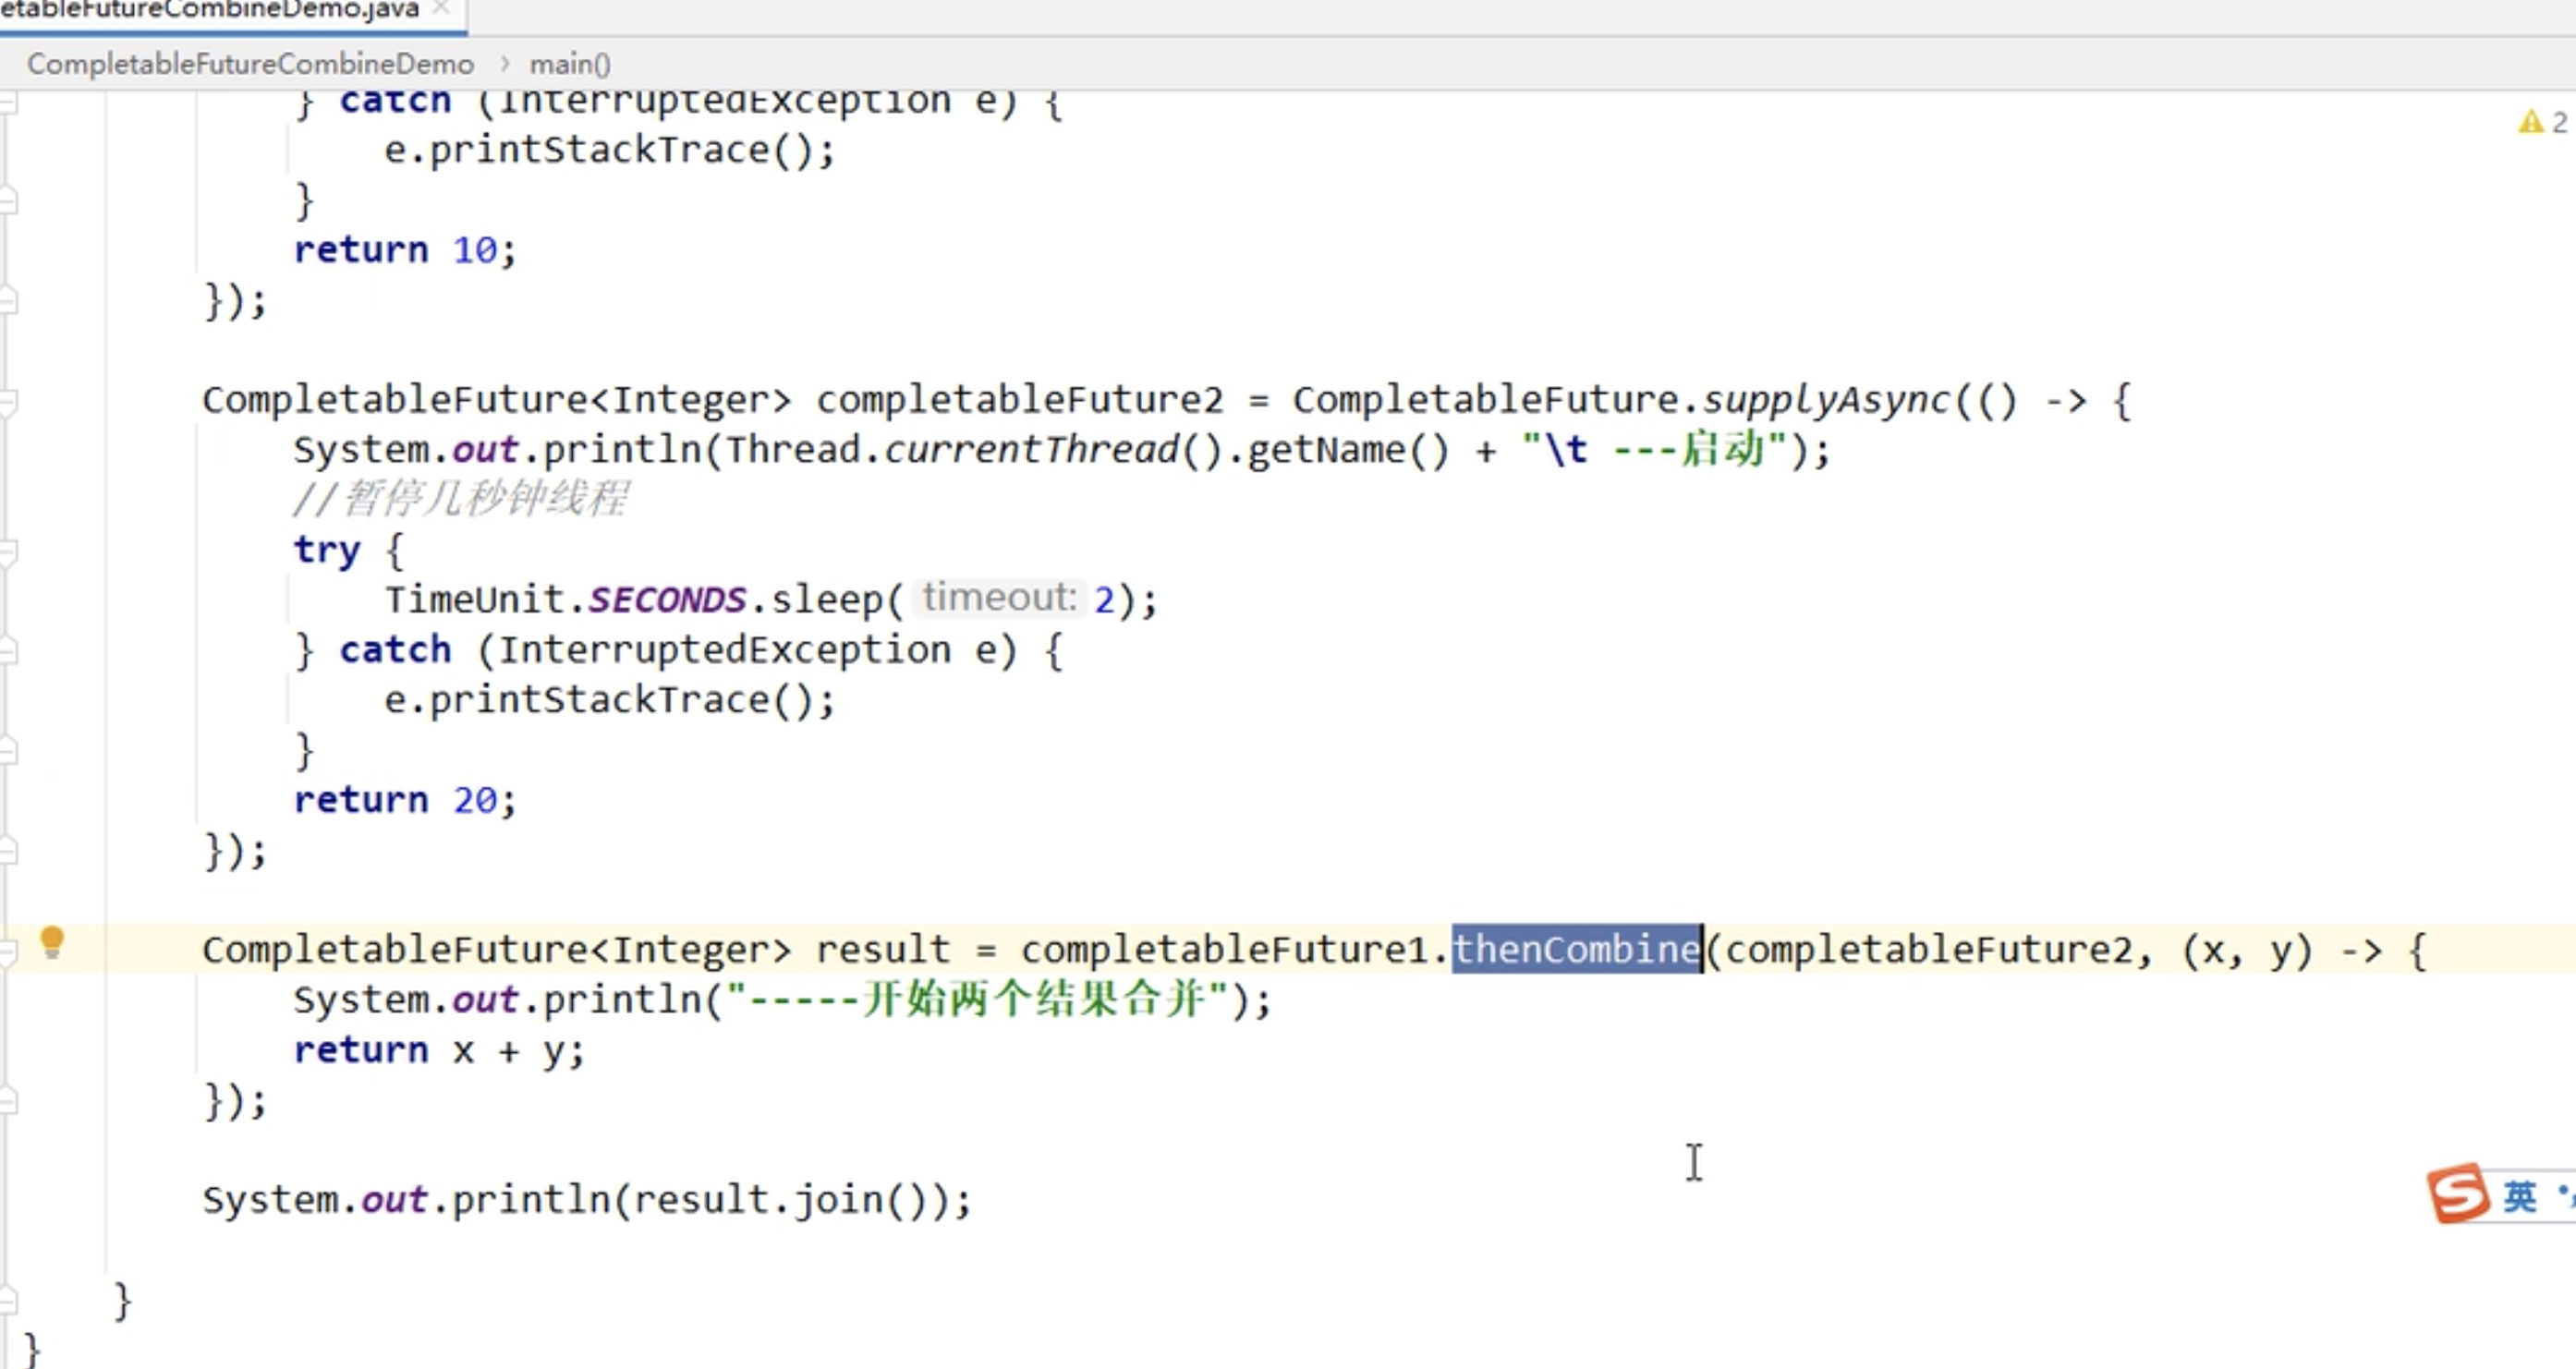 etableFutureCombineDemo.java
CompletableFutureCombineDemo › main()
} catch (InterruptedException e) {
2
e.printStackTrace();
}
return 10;
});
CompletableFuture<Integer> completableFuture2 = CompletableFuture.supplyAsync(() -> {
System.out.println(Thread.currentThread().getName() + "\t ---启动");
//暂停几秒钟线程
try {
TimeUnit.SECONDS.sleep( timeout: 2);
} catch (InterruptedException e) {
e.printStackTrace();
}
return 20;
});
CompletableFuture<Integer> result = completableFuture1.thenCombine(completableFuture2, (x, y) -> {
System.out.println("-----开始两个结果合并");
return x + y;
});
System.out.println(result.join());
S 英
}
}